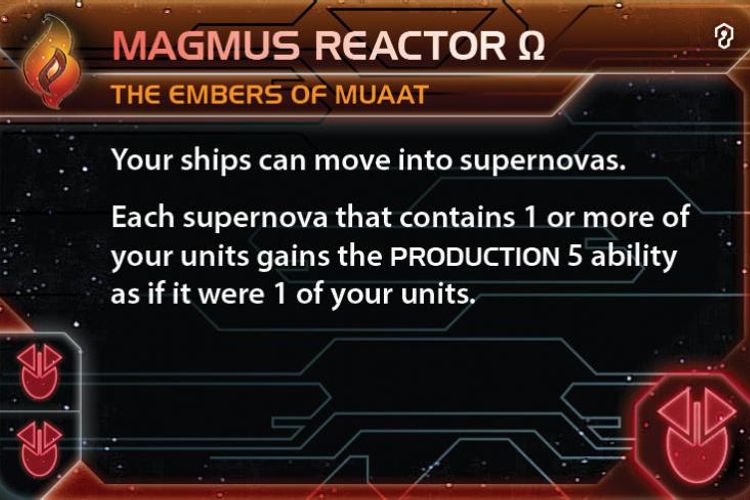 MAGMUS REACTOR Ω
THE EMBERS OF MUAAT
Your ships can move into supernovas.
Each supernova that contains 1 or more of
your units gains the PRODUCTION 5 ability
as if it were 1 of your units.